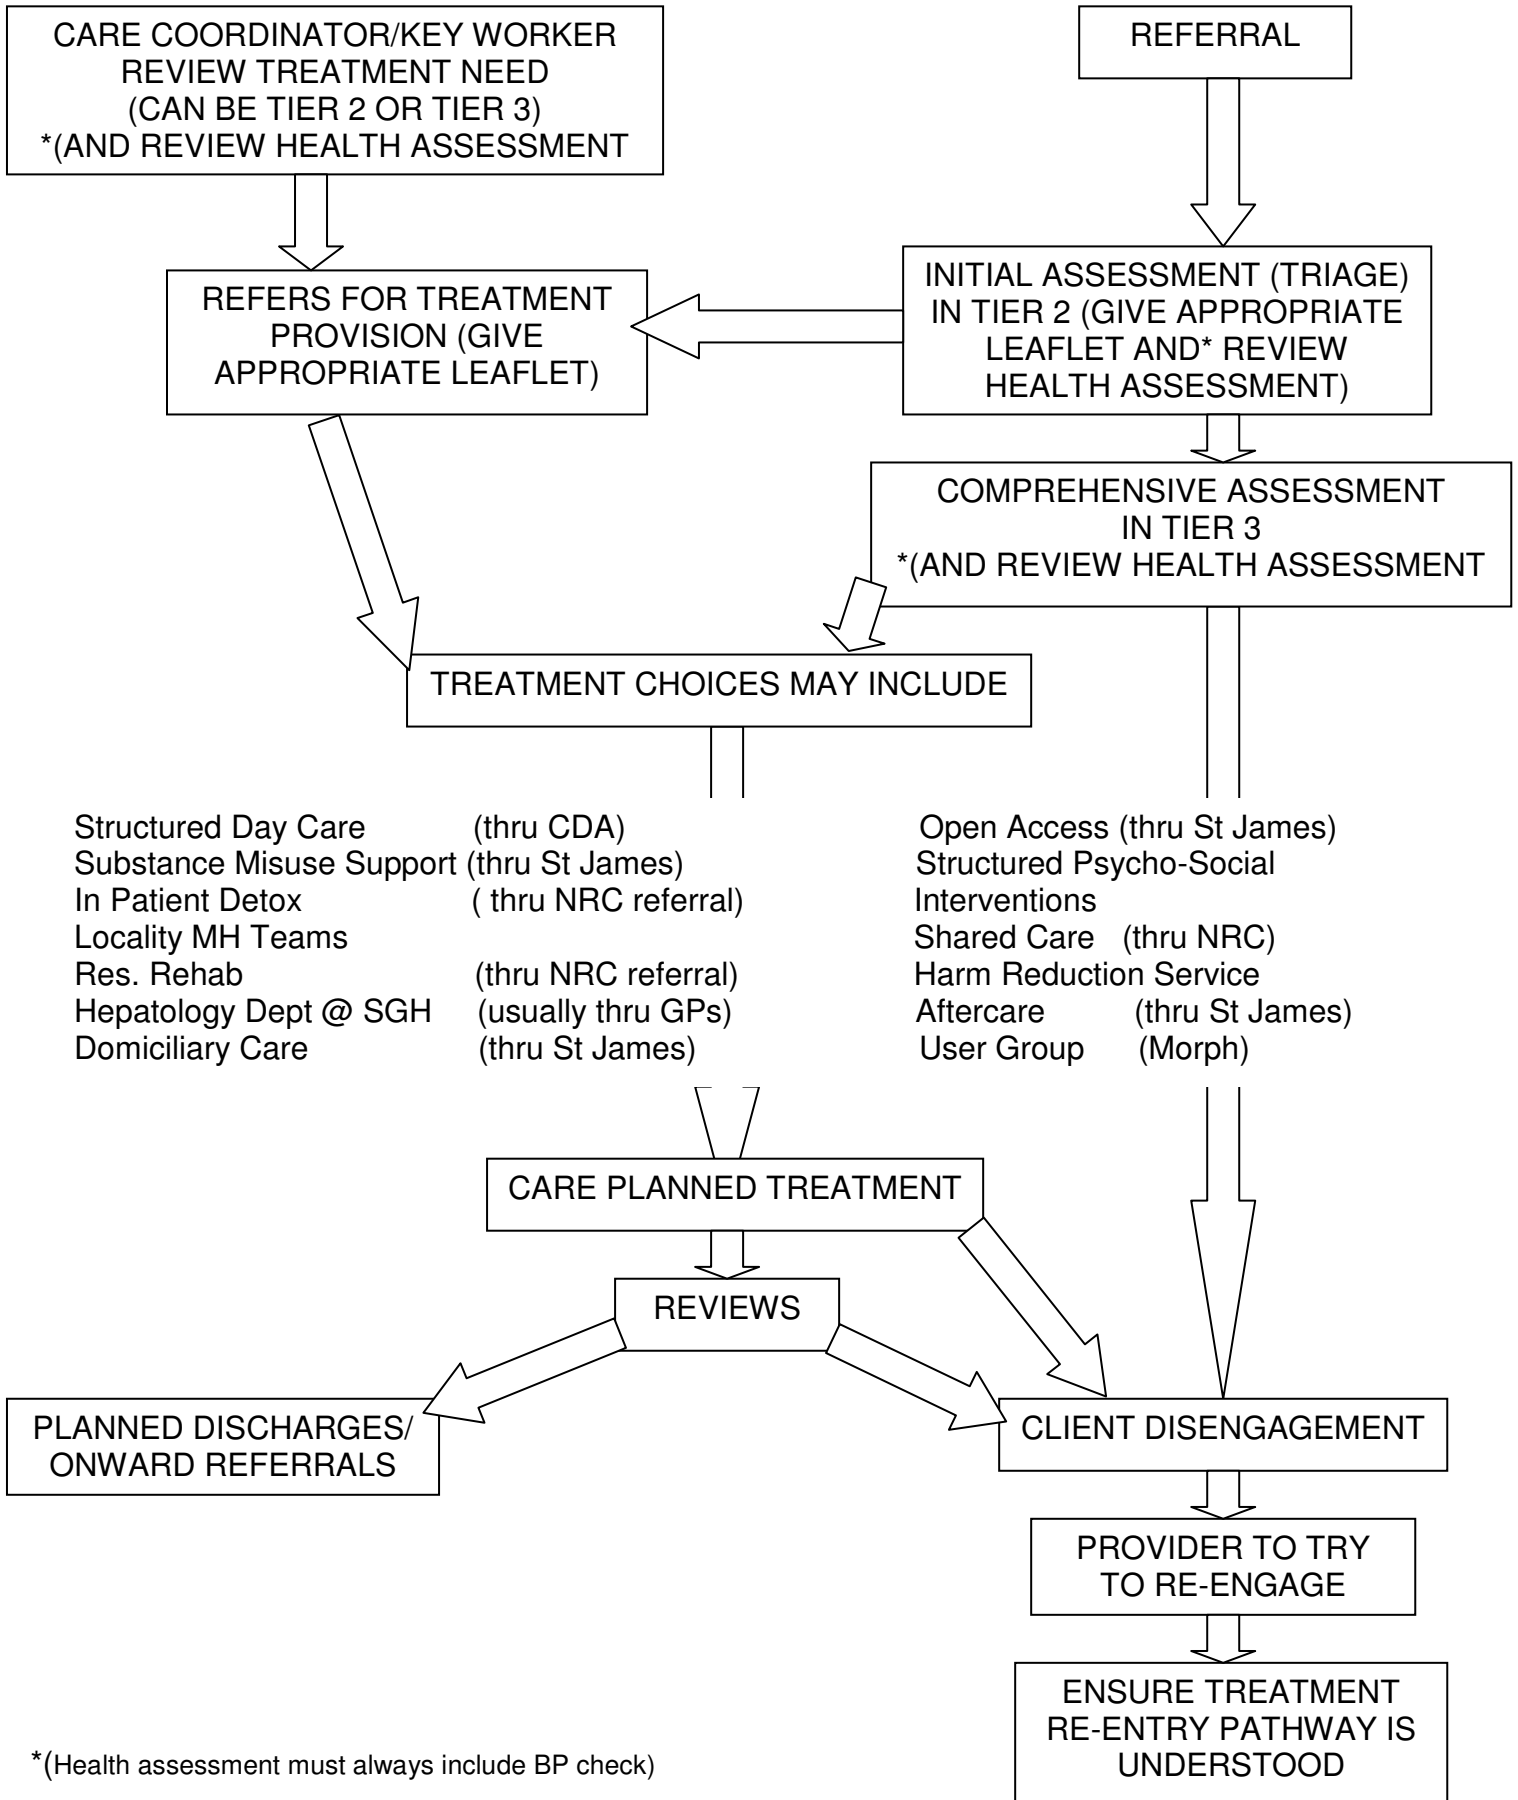 CARE COORDINATOR/KEY WORKER
REVIEW TREATMENT NEED
(CAN BE TIER 2 OR TIER 3)
*(AND REVIEW HEALTH ASSESSMENT
REFERRAL
REFERS FOR TREATMENT
PROVISION (GIVE
APPROPRIATE LEAFLET)
INITIAL ASSESSMENT (TRIAGE)
IN TIER 2 (GIVE APPROPRIATE
LEAFLET AND* REVIEW
HEALTH ASSESSMENT)
COMPREHENSIVE ASSESSMENT
IN TIER 3
*(AND REVIEW HEALTH ASSESSMENT
TREATMENT CHOICES MAY INCLUDE
Structured Day Care (thru CDA)
Substance Misuse Support (thru St James)
In Patient Detox ( thru NRC referral)
Locality MH Teams
Res. Rehab (thru NRC referral)
Hepatology Dept @ SGH (usually thru GPs)
Domiciliary Care (thru St James)
Open Access (thru St James)
Structured Psycho-Social
Interventions
Shared Care (thru NRC)
Harm Reduction Service
Aftercare (thru St James)
User Group (Morph)
CARE PLANNED TREATMENT
REVIEWS
PLANNED DISCHARGES/
ONWARD REFERRALS
CLIENT DISENGAGEMENT
PROVIDER TO TRY
TO RE-ENGAGE
ENSURE TREATMENT
RE-ENTRY PATHWAY IS
UNDERSTOOD
*(Health assessment must always include BP check)